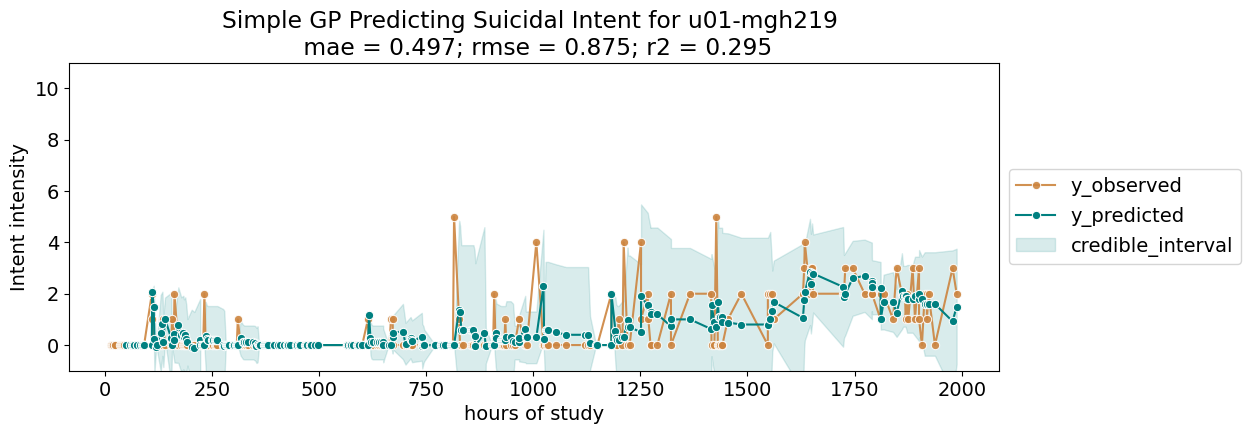 Simple GP Predicting Suicidal Intent for u01-mgh219
mae = 0.497; rmse = 0.875; r2 = 0.295
Intent intensity
10
8
6
4
2
0
0 250 500 750 1000 1250 1500 1750 2000
hours of study
y_observed
y_predicted
credible_interval